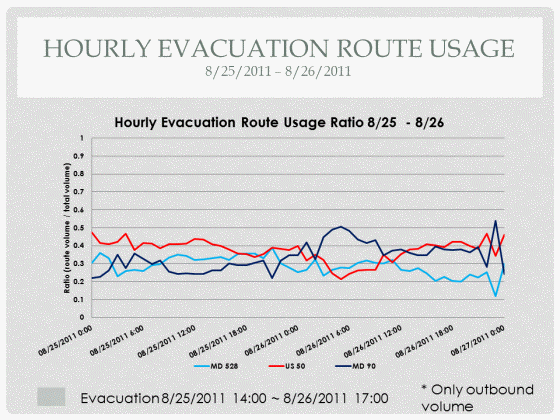 HOURLY EVACUATION ROUTE USAGE
8/25/2011 – 8/26/2011
Hourly Evacuation Route Usage Ratio 8/25 - 8/26
Ratio (route volume / total volume)
1
0.9
0.8
0.7
0.6
0.5
0.4
0.3
0.2
0.1
0
08/25/2011 0:00
08/25/2011 6:00
08/25/2011 12:00
08/25/2011 18:00
08/26/2011 0:00
08/26/2011 6:00
08/26/2011 12:00
08/26/2011 18:00
08/27/2011 0:00
MD 528
US 50
MD 90
Evacuation 8/25/2011 14:00 ~ 8/26/2011 17:00
* Only outbound
volume